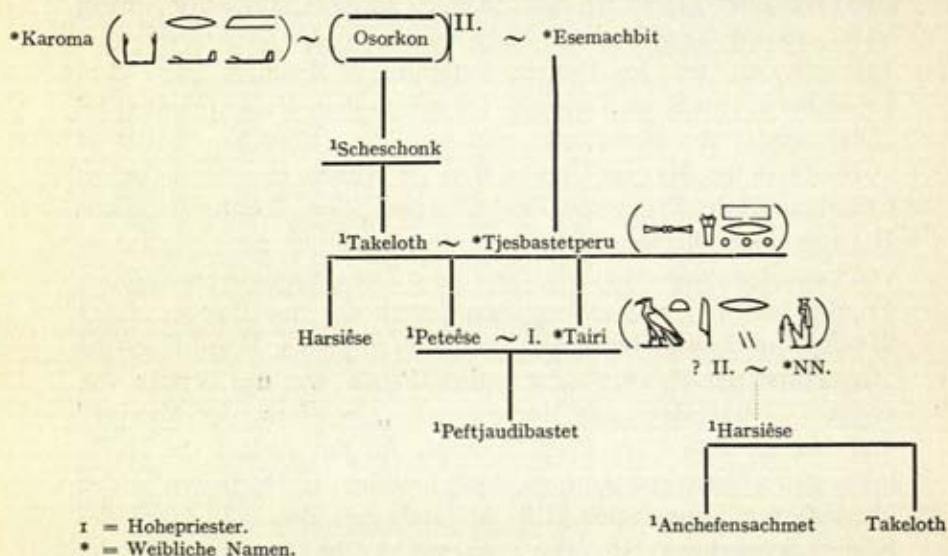 *Karoma ( ) ~ (Osorkon) II. ~ *Esemachbit
¹Scheschonk
¹Takeloth ~ *Tjesbastetperu ( )
Harsiêse ¹Peteêse ~ I. *Tairi ( )
? II. ~ *NN.
¹Peftjaudibastet ¹Harsiêse
¹Anchefensachmet Takeloth
1 = Hohepriester.
* = Weibliche Namen.